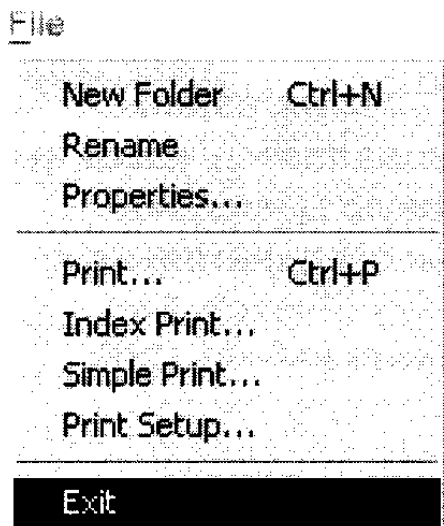 File
New Folder Ctrl+N
Rename
Properties...
Print... Ctrl+P
Index Print...
Simple Print...
Print Setup...
Exit